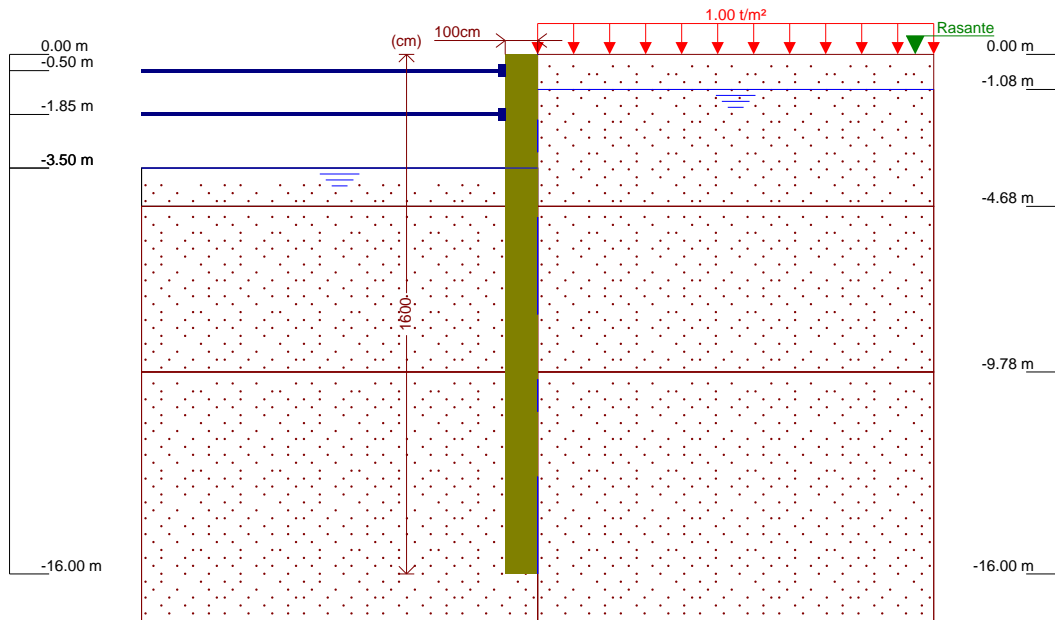 1.00 t/m²
Rasante
100cm
(cm)
0.00 m
-0.50 m
-1.85 m
-3.50 m
-16.00 m
1600
0.00 m
-1.08 m
-4.68 m
-9.78 m
-16.00 m